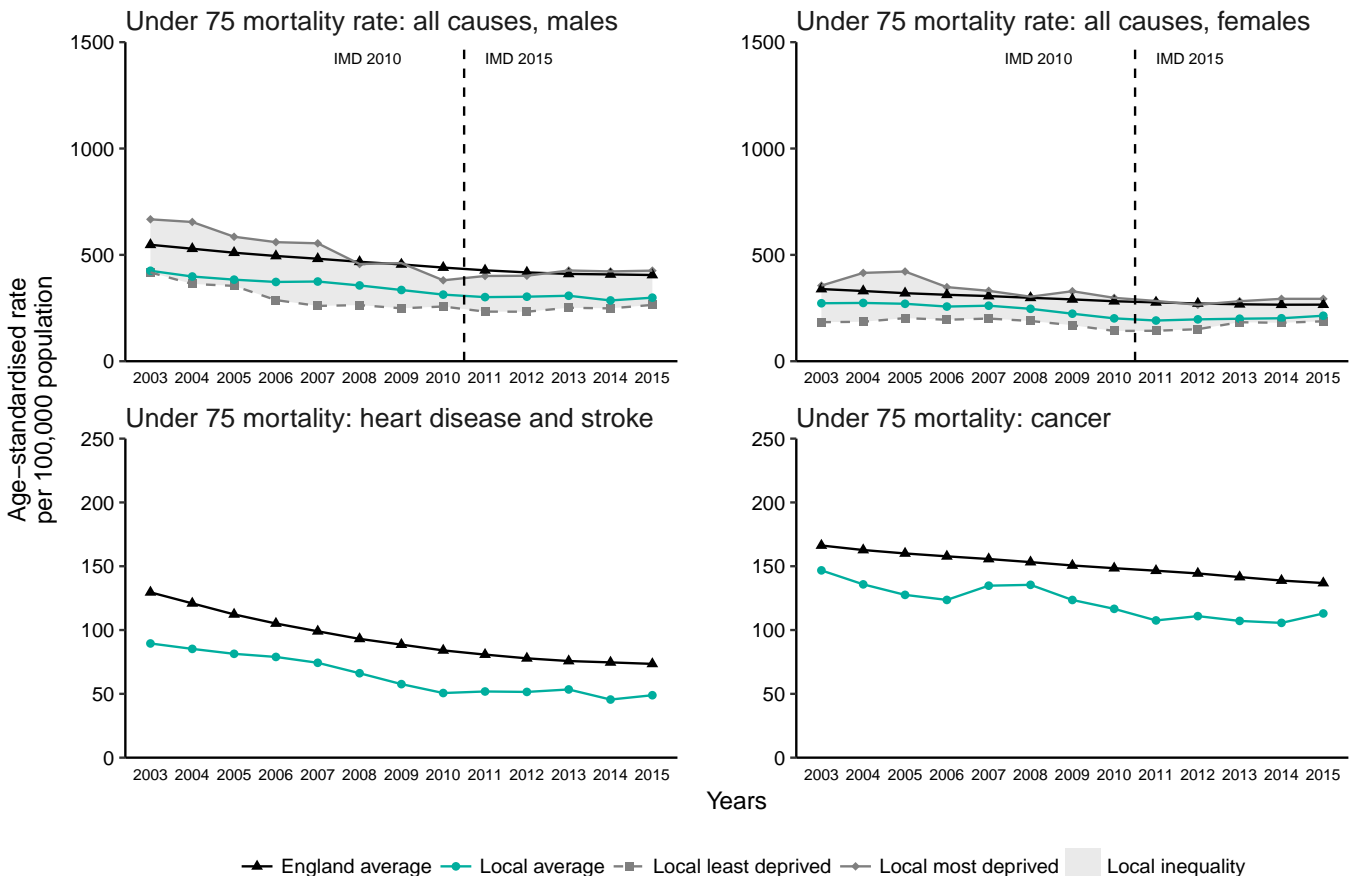 Under 75 mortality rate: all causes, males
1500
1000
500
0
IMD 2010
IMD 2015
2003 2004 2005 2006 2007 2008 2009 2010 2011 2012 2013 2014 2015
Under 75 mortality rate: all causes, females
1500
1000
500
0
IMD 2010
IMD 2015
2003 2004 2005 2006 2007 2008 2009 2010 2011 2012 2013 2014 2015
Age−standardised rate
per 100,000 population
Under 75 mortality: heart disease and stroke
250
200
150
100
50
0
2003 2004 2005 2006 2007 2008 2009 2010 2011 2012 2013 2014 2015
Under 75 mortality: cancer
250
200
150
100
50
0
2003 2004 2005 2006 2007 2008 2009 2010 2011 2012 2013 2014 2015
Years
England average
Local average
Local least deprived
Local most deprived
Local inequality